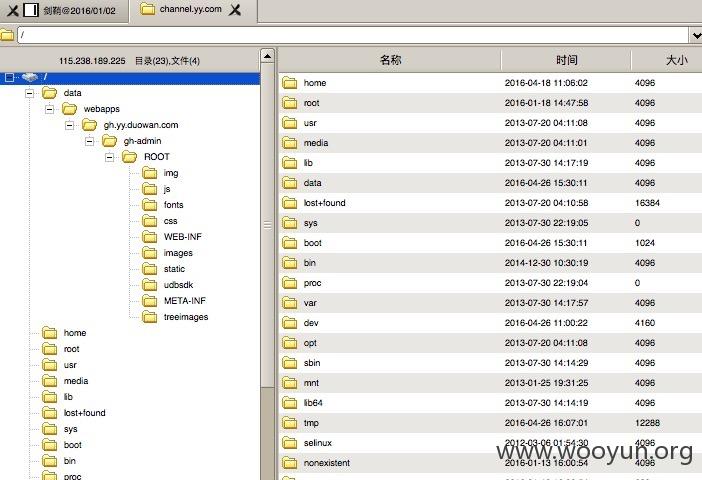 剑鞘@2016/01/02 channel.yy.com
/
115.238.189.225 目录(23),文件(4) 名称 时间 大小
/
data
webapps
gh.yy.duowan.com
gh-admin
ROOT
img
js
fonts
css
WEB-INF
images
static
udbsdk
META-INF
treeimages
home
root
usr
media
lib
lost+found
sys
boot
bin
proc
home 2016-04-18 11:06:02 4096
root 2016-01-18 14:47:58 4096
usr 2013-07-20 04:11:08 4096
media 2013-07-20 04:11:01 4096
lib 2013-07-30 14:17:19 4096
data 2016-04-26 15:30:11 4096
lost+found 2013-07-20 04:10:58 16384
sys 2013-07-30 22:19:05 0
boot 2016-04-26 15:30:11 1024
bin 2014-12-30 10:30:19 4096
proc 2013-07-30 22:19:04 0
var 2013-07-30 14:17:57 4096
dev 2016-04-26 11:00:22 4160
opt 2013-07-20 04:11:08 4096
sbin 2013-07-30 14:14:29 4096
mnt 2013-01-25 19:31:25 4096
lib64 2013-07-30 14:14:19 4096
tmp 2016-04-26 16:07:01 12288
selinux 2012-03-06 01:54:30 4096
nonexistent 2016-01-13 16:00:54 4096
www.wooyun.org